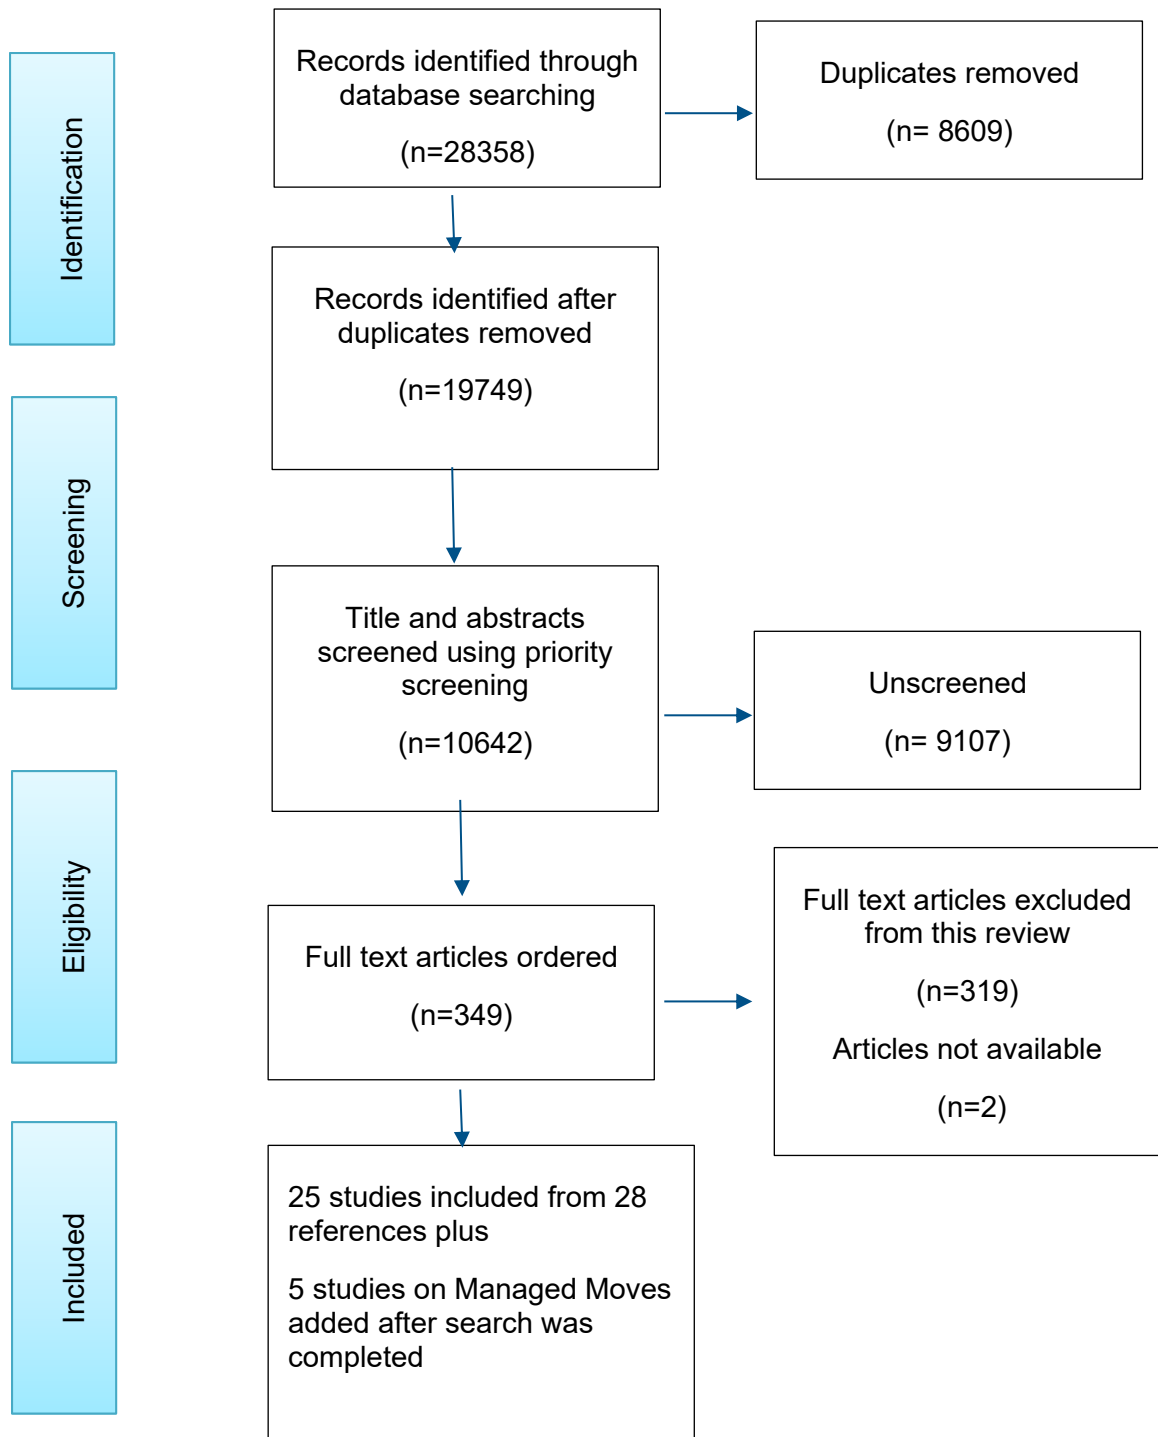 Identification
Records identified through
database searching
(n=28358)
Duplicates removed
(n= 8609)
Records identified after
duplicates removed
(n=19749)
Screening
Title and abstracts
screened using priority
screening
(n=10642)
Unscreened
(n= 9107)
Eligibility
Full text articles ordered
(n=349)
Full text articles excluded
from this review
(n=319)
Articles not available
(n=2)
Included
25 studies included from 28
references plus
5 studies on Managed Moves
added after search was
completed